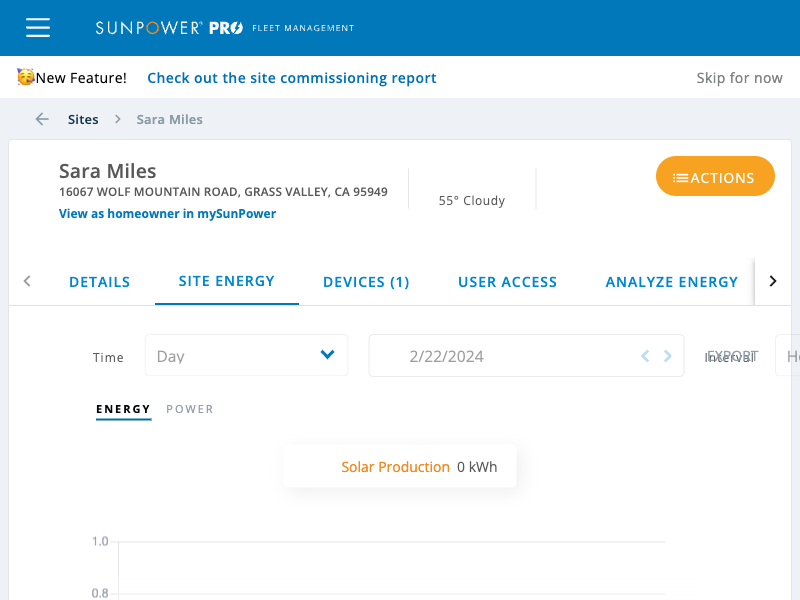 SUNPOWER PRO FLEET MANAGEMENT
New Feature! Check out the site commissioning report Skip for now
Sites Sara Miles
Sara Miles
16067 WOLF MOUNTAIN ROAD, GRASS VALLEY, CA 95949
View as homeowner in mySunPower
55° Cloudy
ACTIONS
DETAILS SITE ENERGY DEVICES (1) USER ACCESS ANALYZE ENERGY
Time Day 2/22/2024 Interval EXPORT
ENERGY POWER
Solar Production 0 kWh
1.0
0.8